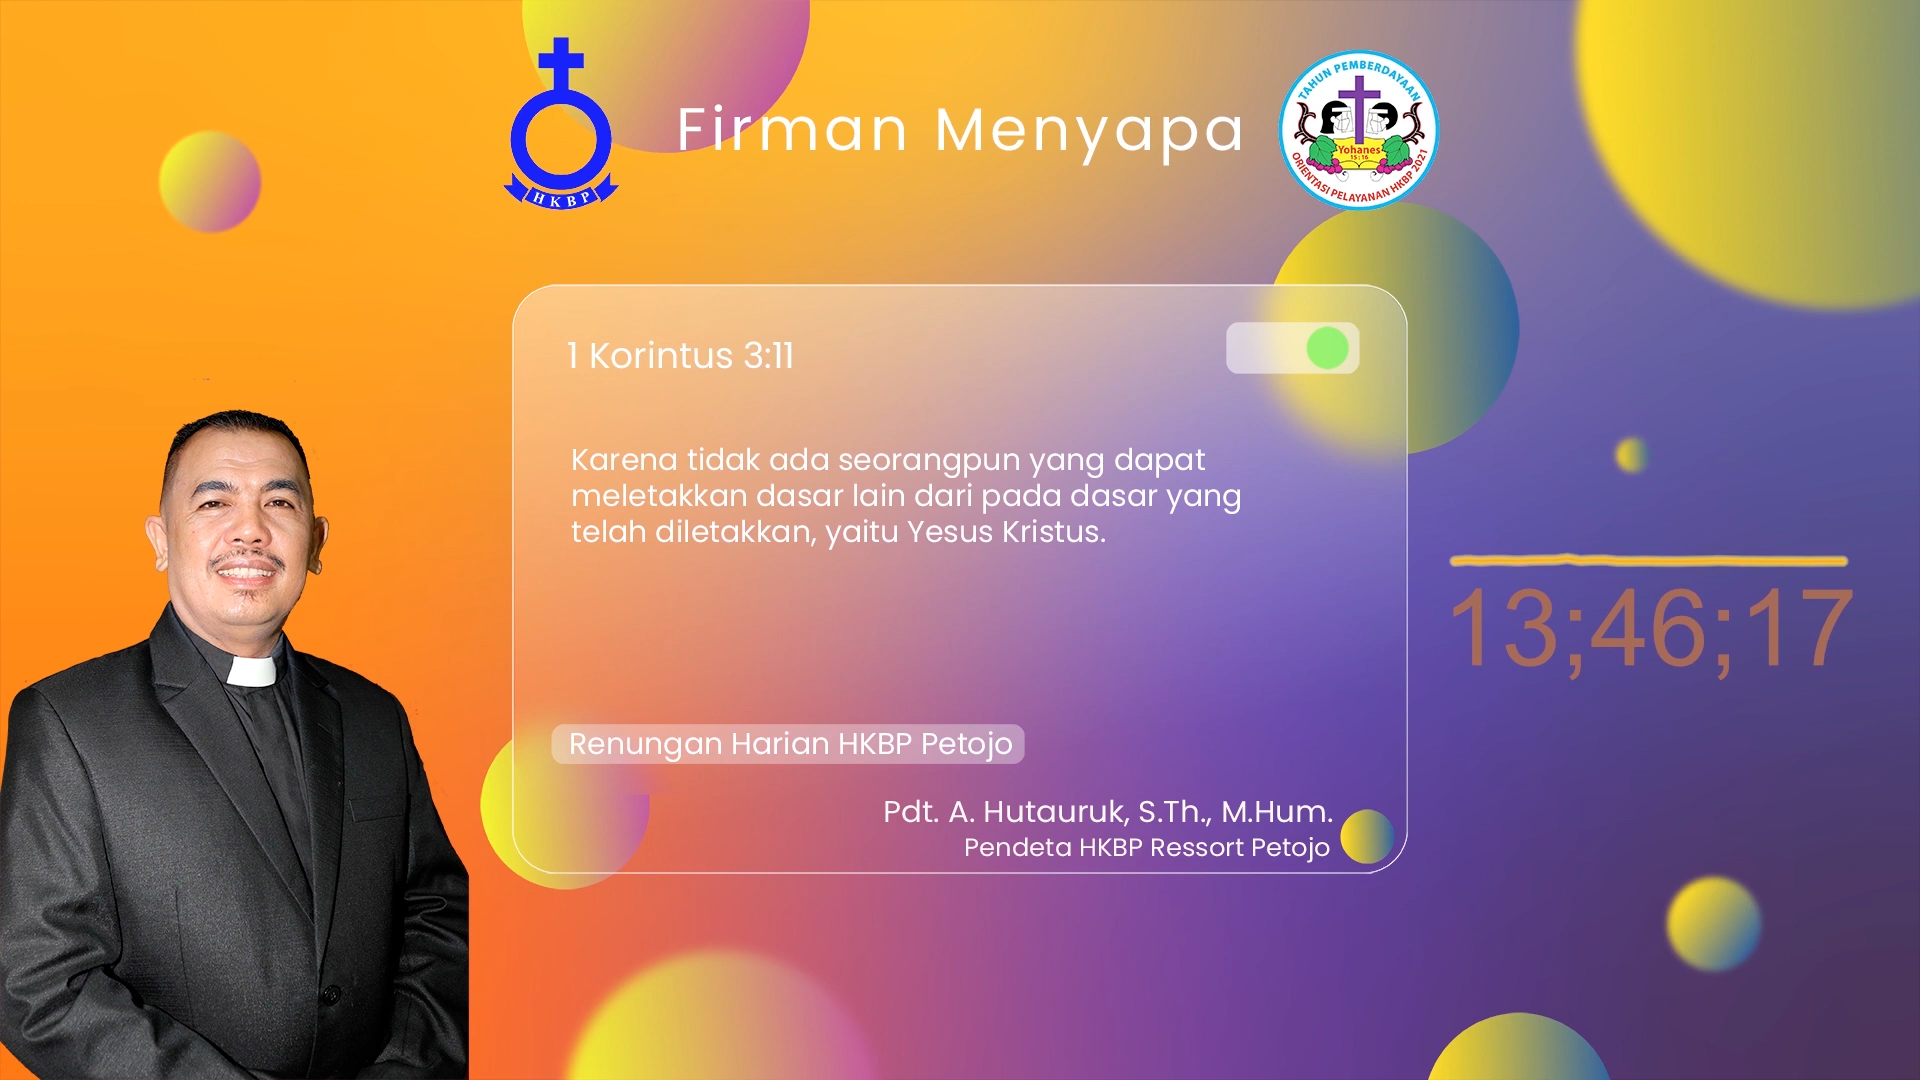 HKBP
Firman Menyapa
TAHUN PEMBERDAYAAN
Yohanes
15:16
ORIENTASI PELAYANAN HKBP 2021
1 Korintus 3:11
Karena tidak ada seorangpun yang dapat
meletakkan dasar lain dari pada dasar yang
telah diletakkan, yaitu Yesus Kristus.
13;46;17
Renungan Harian HKBP Petojo
Pdt. A. Hutauruk, S.Th., M.Hum.
Pendeta HKBP Ressort Petojo